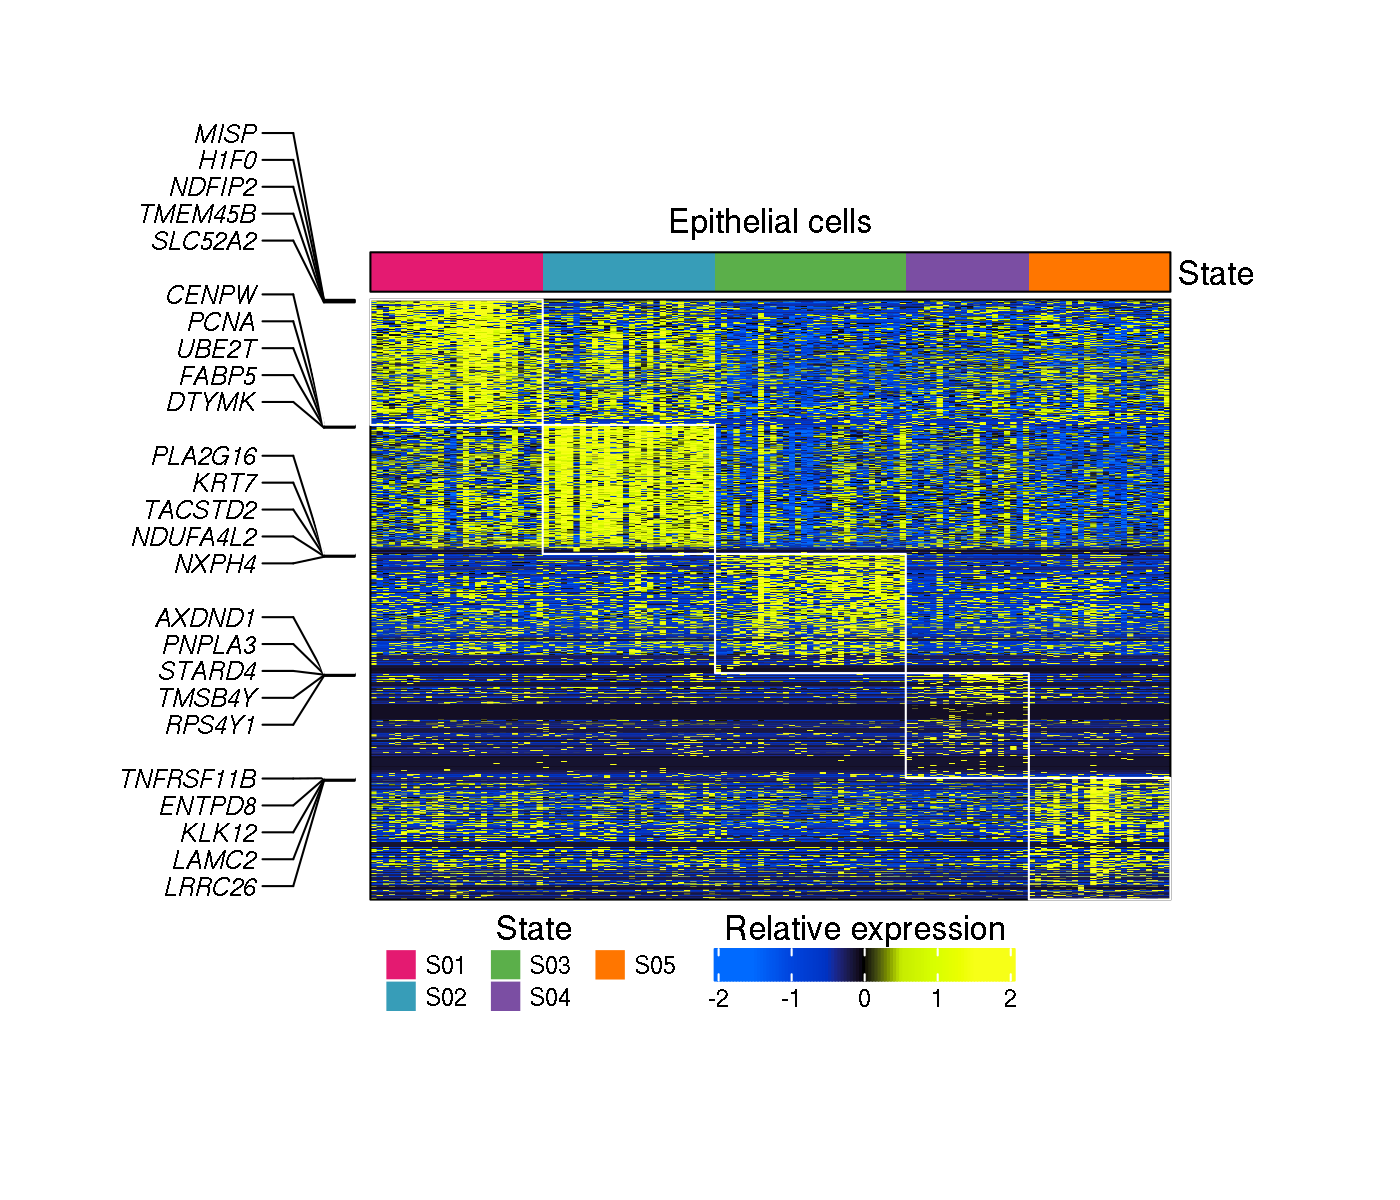 MISP
H1F0
NDFIP2
TMEM45B
SLC52A2
CENPW
PCNA
UBE2T
FABP5
DTYMK
PLA2G16
KRT7
TACSTD2
NDUFA4L2
NXPH4
AXDND1
PNPLA3
STARD4
TMSB4Y
RPS4Y1
TNFRSF11B
ENTPD8
KLK12
LAMC2
LRRC26
Epithelial cells
State
State
S01 S03 S05
S02 S04
Relative expression
-2 -1 0 1 2